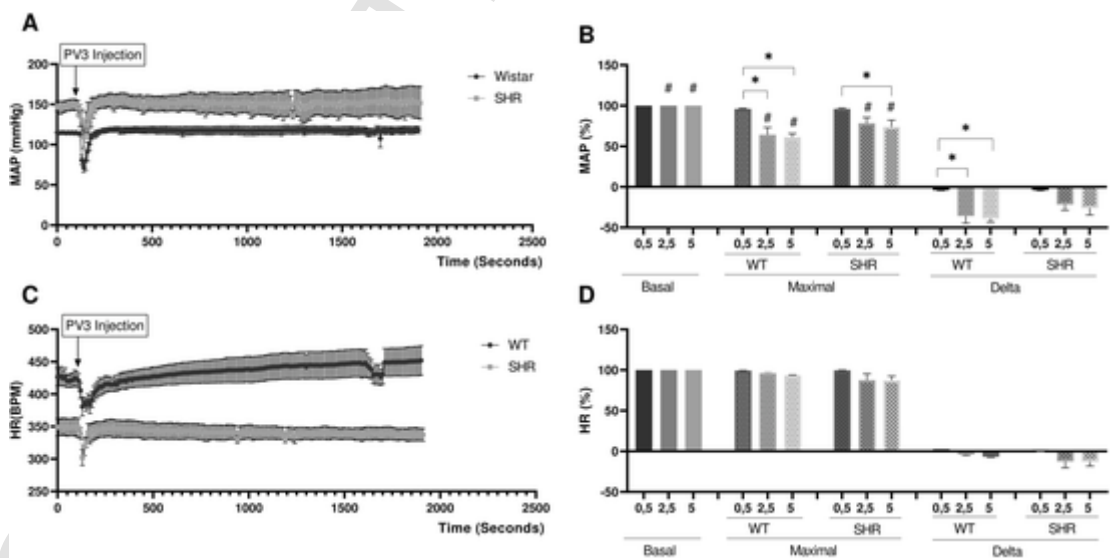 A
PV3 Injection
200
150
100
50
0
MAP (mmHg)
0 500 1000 1500 2000 2500
Time (Seconds)
Wistar
SHR
B
150
100
50
0
-50
MAP (%)
# #
* * # #
* # #
* *
0,5 2,5 5 0,5 2,5 5 0,5 2,5 5 0,5 2,5 5 0,5 2,5 5
WT SHR WT SHR
Basal Maximal Delta
C
PV3 Injection
500
450
400
350
300
250
HR(BPM)
0 500 1000 1500 2000 2500
Time (Seconds)
WT
SHR
D
150
100
50
0
-50
HR (%)
0,5 2,5 5 0,5 2,5 5 0,5 2,5 5 0,5 2,5 5 0,5 2,5 5
WT SHR WT SHR
Basal Maximal Delta